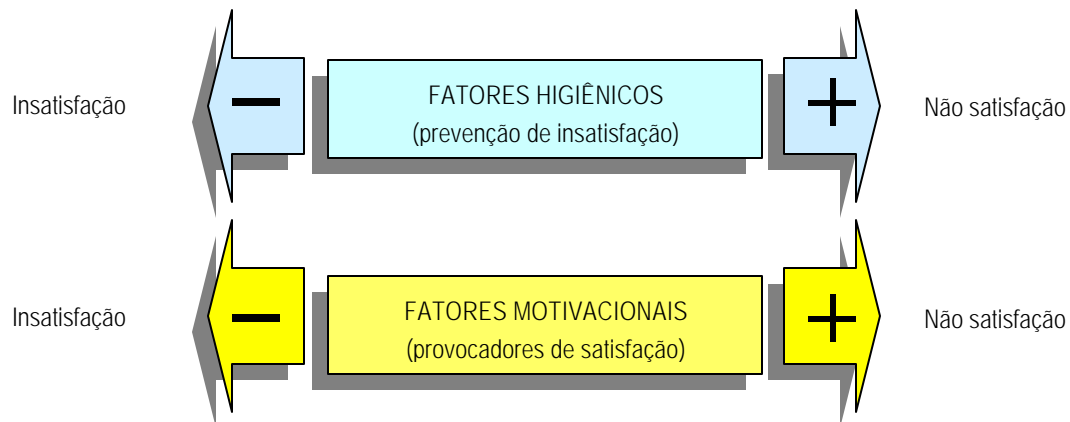 FATORES HIGIÊNICOS
(prevenção de insatisfação)
Insatisfação
Não satisfação
FATORES MOTIVACIONAIS
(provocadores de satisfação)
Insatisfação
Não satisfação